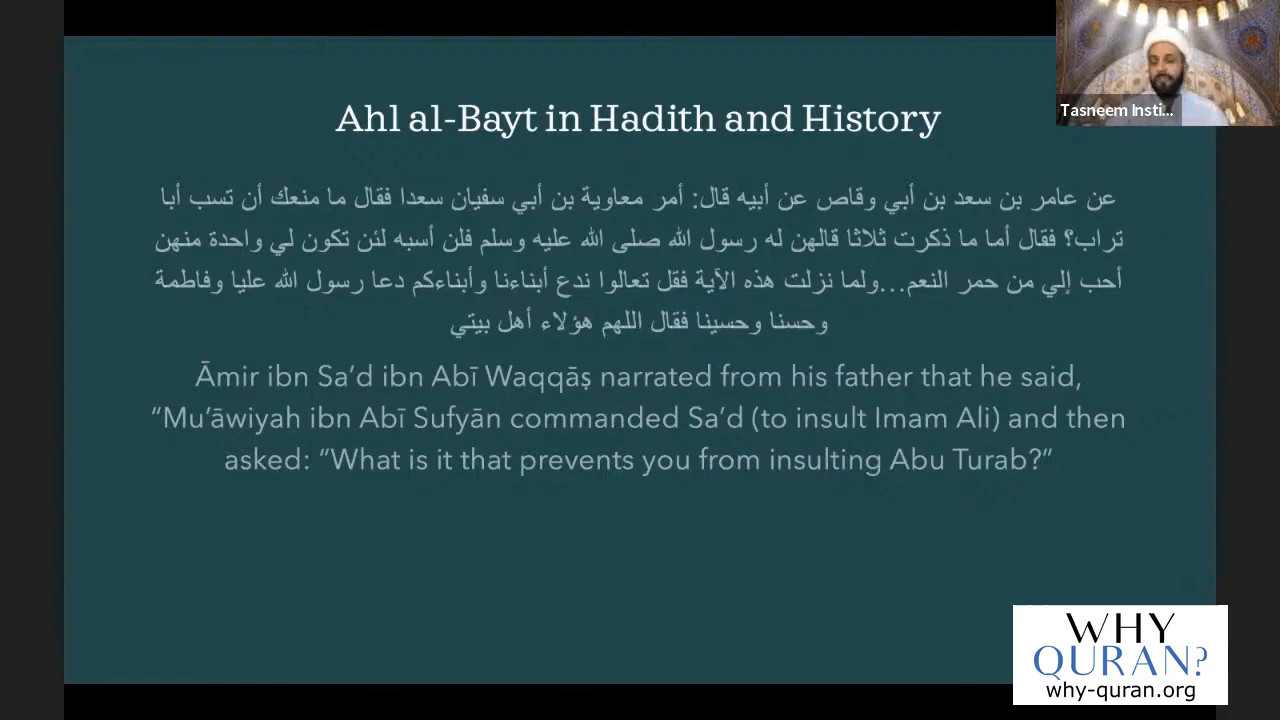 Tasneem Insti...
Ahl al-Bayt in Hadith and History
عن عامر بن سعد بن أبي وقاص عن أبيه قال: أمر معاوية بن أبي سفيان سعدا فقال ما منعك أن تسب أبا
تراب؟ فقال أما ما ذكرت ثلاثا قالهن له رسول الله صلى الله عليه وسلم فلن أسبه لئن تكون لي واحدة منهن
أحب إلي من حمر النعم...ولما نزلت هذه الآية فقل تعالوا ندع أبناءنا وأبناءكم دعا رسول الله عليا وفاطمة
وحسنا وحسينا فقال اللهم هؤلاء أهل بيتي
Āmir ibn Sa’d ibn Abī Waqqāṣ narrated from his father that he said,
“Mu’āwiyah ibn Abī Sufyān commanded Sa’d (to insult Imam Ali) and then
asked: “What is it that prevents you from insulting Abu Turab?”
WHY
QURAN?
why-quran.org